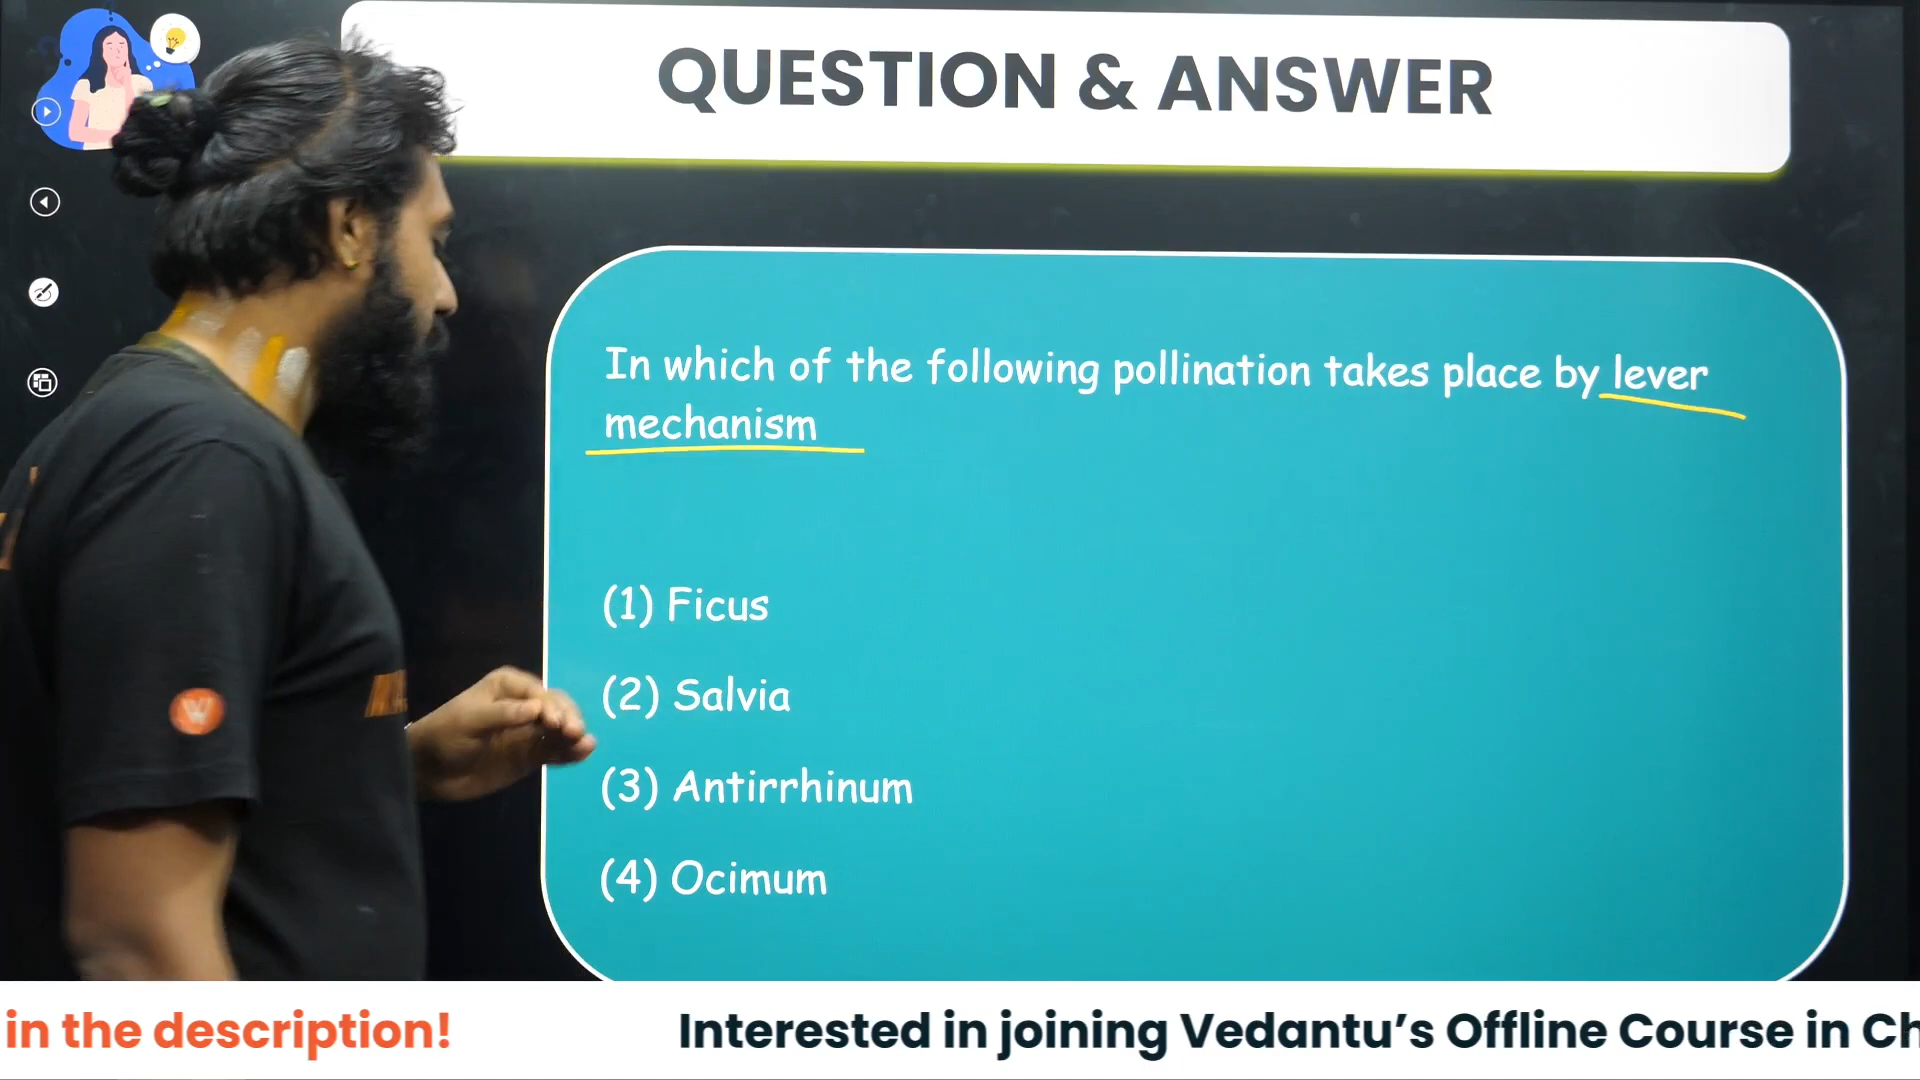 QUESTION & ANSWER
In which of the following pollination takes place by lever
mechanism
(1) Ficus
(2) Salvia
(3) Antirrhinum
(4) Ocimum
in the description! Interested in joining Vedantu's Offline Course in Ch